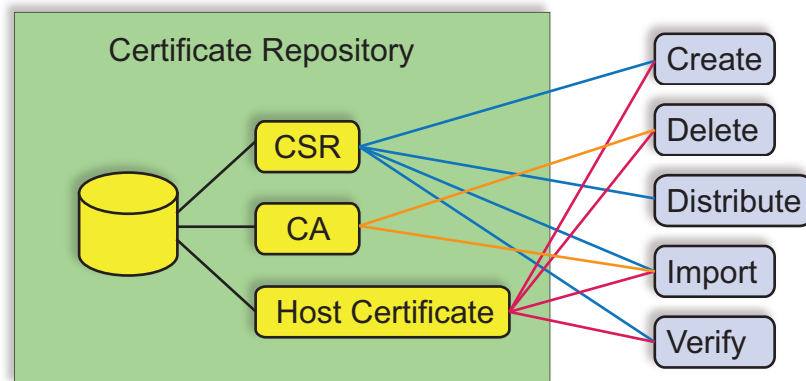 Certificate Repository
CSR
CA
Host Certificate
Create
Delete
Distribute
Import
Verify